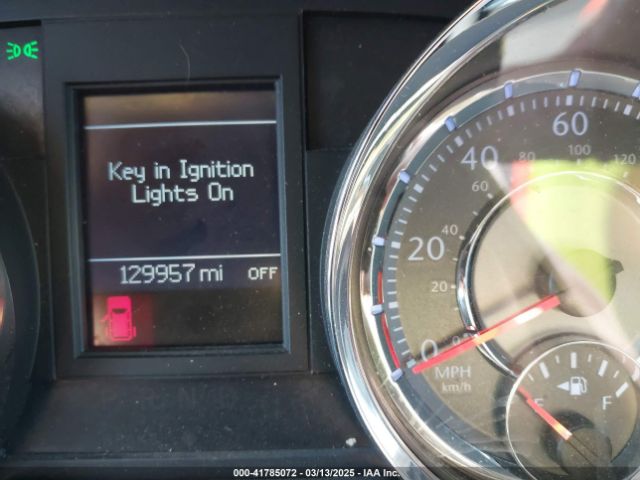 Key in Ignition
Lights On
129957 mi OFF
0 20 40 60
20 40 60 80 100 120
MPH
km/h
E F
000-41785072 • 03/13/2025 - IAA Inc.